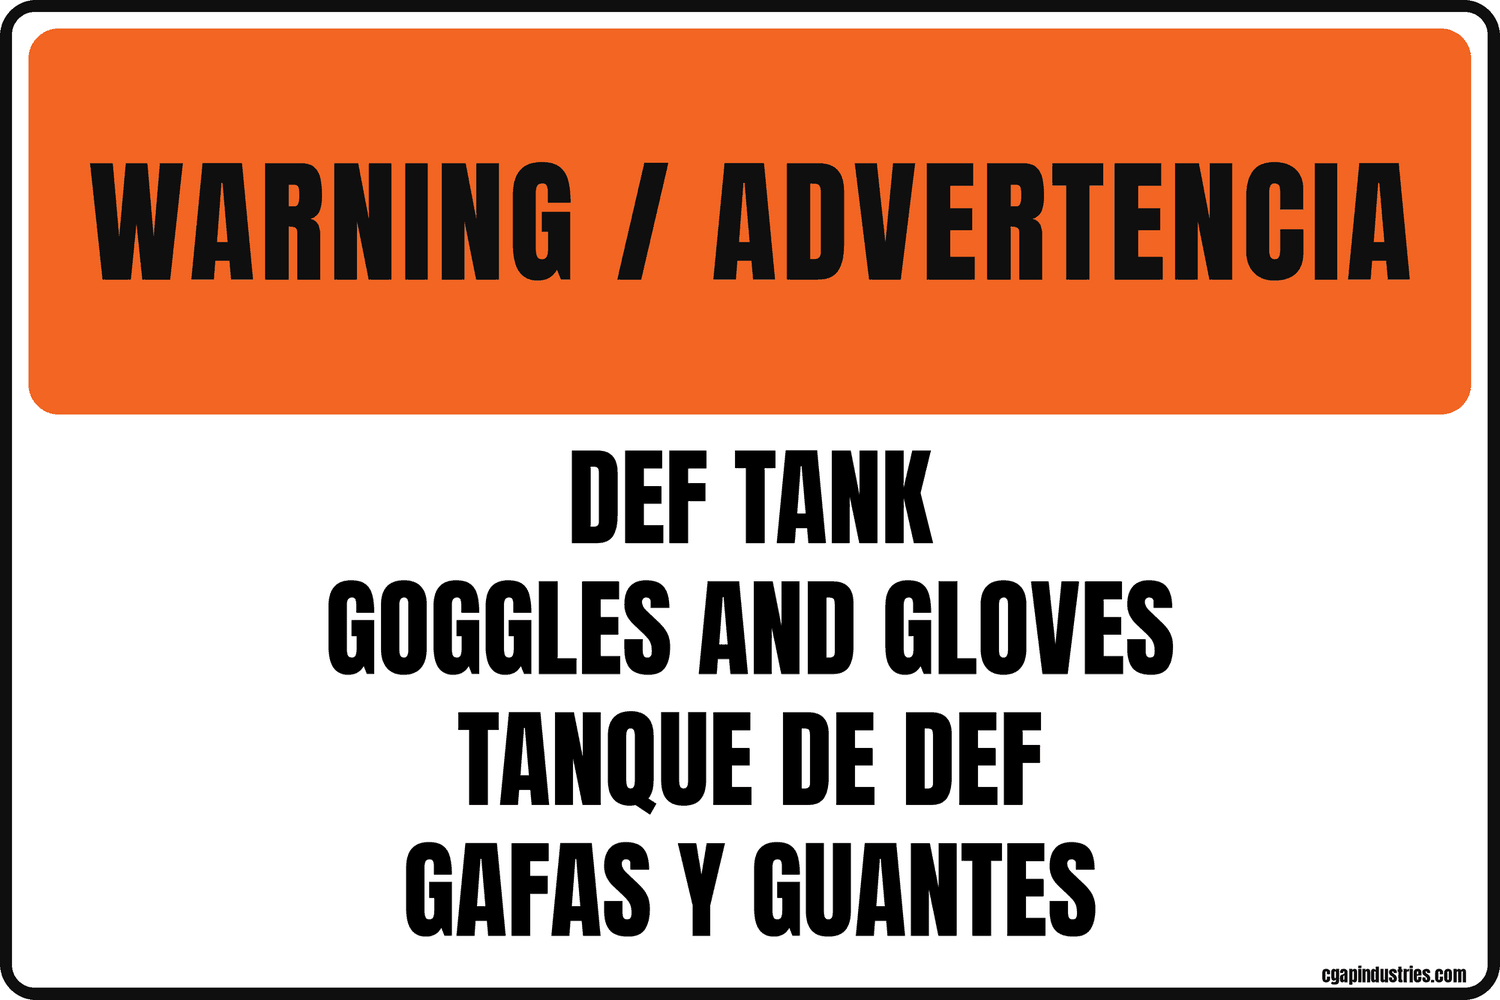 WARNING / ADVERTENCIA
DEF TANK
GOGGLES AND GLOVES
TANQUE DE DEF
GAFAS Y GUANTES
cgapindustries.com